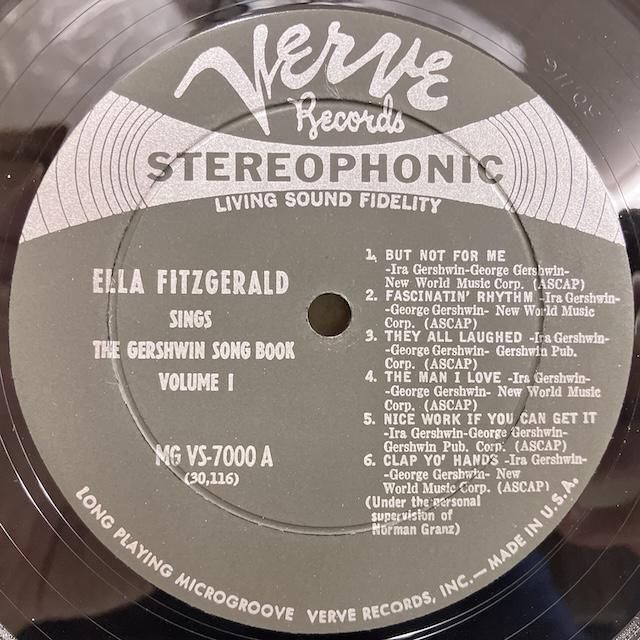 Verve
Records
STEREOPHONIC
LIVING SOUND FIDELITY
ELLA FITZGERALD
SINGS
THE GERSHWIN SONG BOOK
VOLUME I
MG VS-7000 A
(30,116)
1. BUT NOT FOR ME
-Ira Gershwin-George Gershwin-
New World Music Corp. (ASCAP)
2. FASCINATIN' RHYTHM -Ira Gershwin-
-George Gershwin- New World Music
Corp. (ASCAP)
3. THEY ALL LAUGHED -Ira Gershwin-
-George Gershwin- Gershwin Pub.
Corp. (ASCAP)
4. THE MAN I LOVE -Ira Gershwin-
-George Gershwin- New World Music
Corp. (ASCAP)
5. NICE WORK IF YOU CAN GET IT
-Ira Gershwin-George Gershwin-
Gershwin Pub. Corp. (ASCAP)
6. CLAP YO' HANDS -Ira Gershwin-
-George Gershwin- New
World Music Corp. (ASCAP)
(Under the personal
supervision of
Norman Granz)
LONG PLAYING MICROGROOVE VERVE RECORDS, INC. — MADE IN U.S.A.